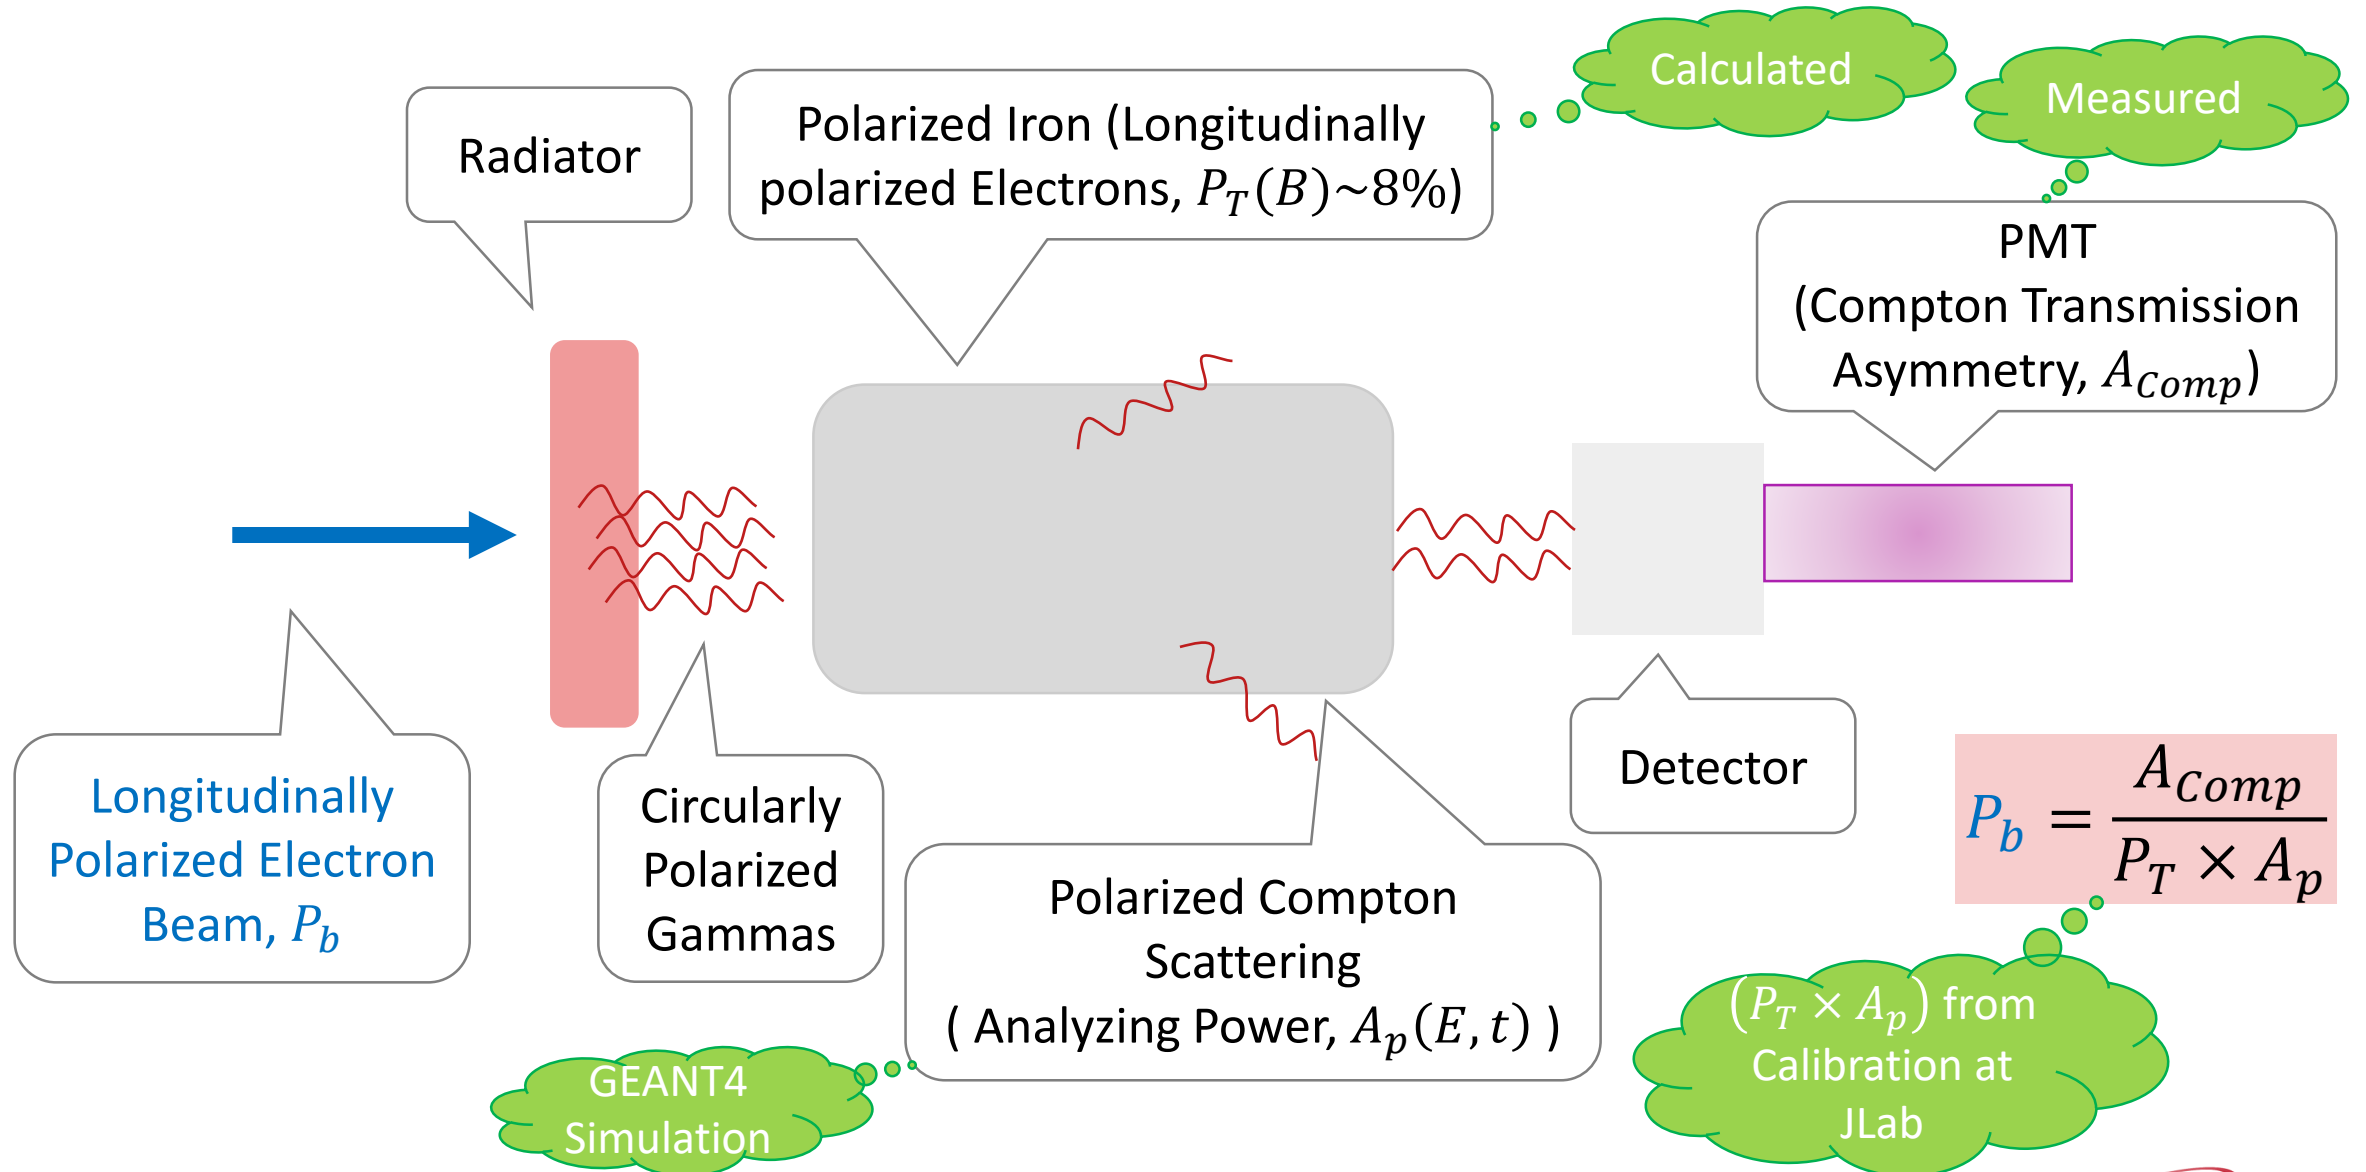 Calculated
Measured
Radiator
Polarized Iron (Longitudinally
polarized Electrons, P_T(B)~8%)
PMT
(Compton Transmission
Asymmetry, A_Comp)
Longitudinally
Polarized Electron
Beam, P_b
Circularly
Polarized
Gammas
Polarized Compton
Scattering
( Analyzing Power, A_p(E, t) )
Detector
P_b = A_Comp / (P_T × A_p)
GEANT4
Simulation
(P_T × A_p) from
Calibration at
JLab